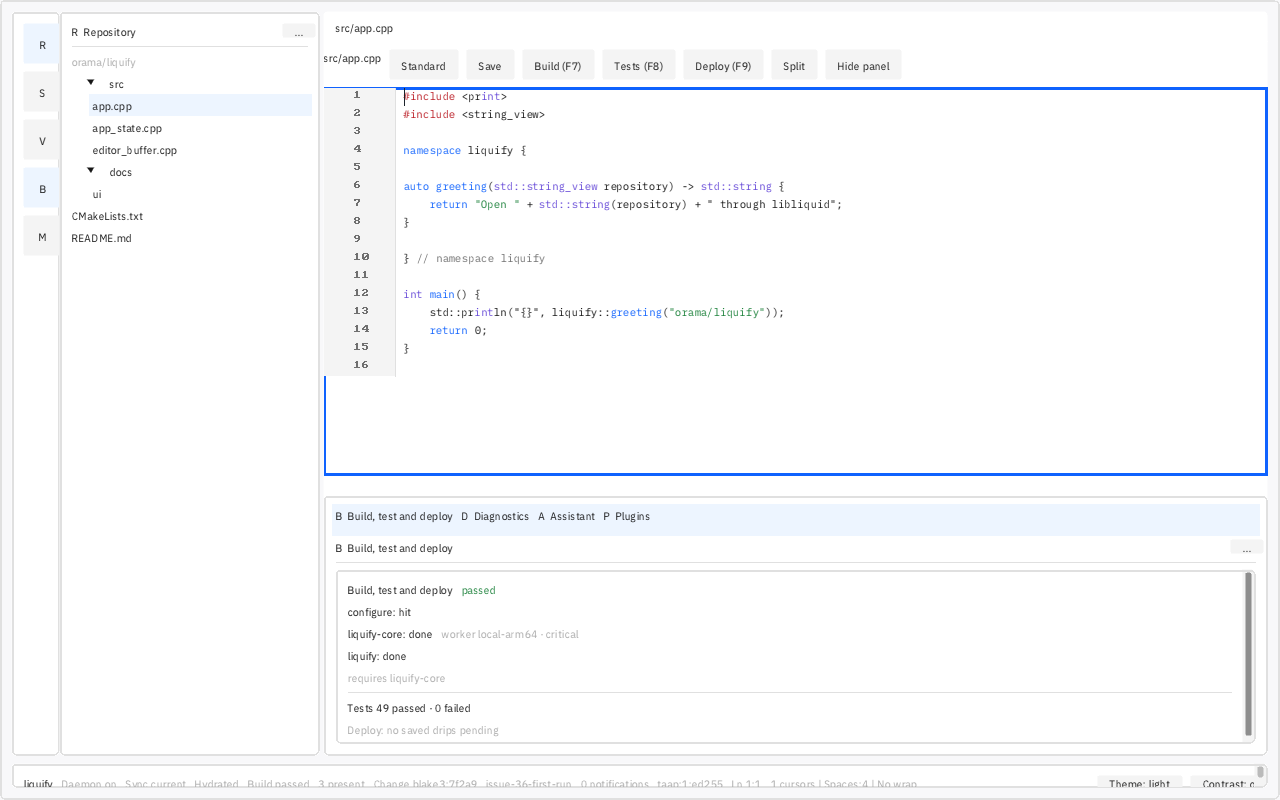 R
S
V
B
M
R Repository ...
orama/liquify
src
app.cpp
app_state.cpp
editor_buffer.cpp
docs
ui
CMakeLists.txt
README.md
src/app.cpp
src/app.cpp Standard Save Build (F7) Tests (F8) Deploy (F9) Split Hide panel
1 #include <print>
2 #include <string_view>
3
4 namespace liquify {
5
6 auto greeting(std::string_view repository) -> std::string {
7 return "Open " + std::string(repository) + " through libliquid";
8 }
9
10 } // namespace liquify
11
12 int main() {
13 std::println("{}", liquify::greeting("orama/liquify"));
14 return 0;
15 }
16
B Build, test and deploy D Diagnostics A Assistant P Plugins
B Build, test and deploy ...
Build, test and deploy passed
configure: hit
liquify-core: done worker local-arm64 · critical
liquify: done
requires liquify-core
Tests 49 passed · 0 failed
Deploy: no saved drips pending
liquify Daemon on Sync current Hydrated Build passed 3 present Change blake3:7f2a9 issue-36-first-run 0 notifications Ln 1:1 1 cursors | Spaces:4 | No wrap Theme: light Contrast: